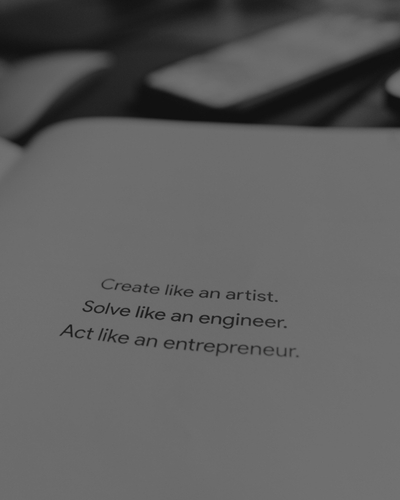 Create like an artist.
Solve like an engineer.
Act like an entrepreneur.